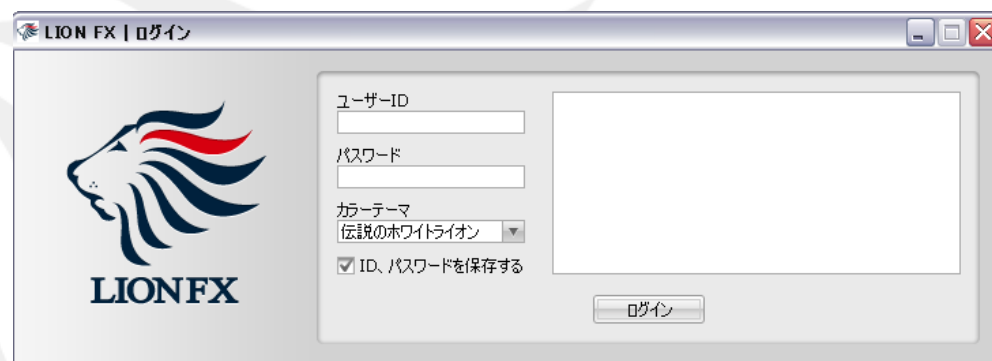 LION FX | ログイン
ユーザーID
パスワード
カラーテーマ
伝説のホワイトライオン
ID、パスワードを保存する
LIONFX
ログイン